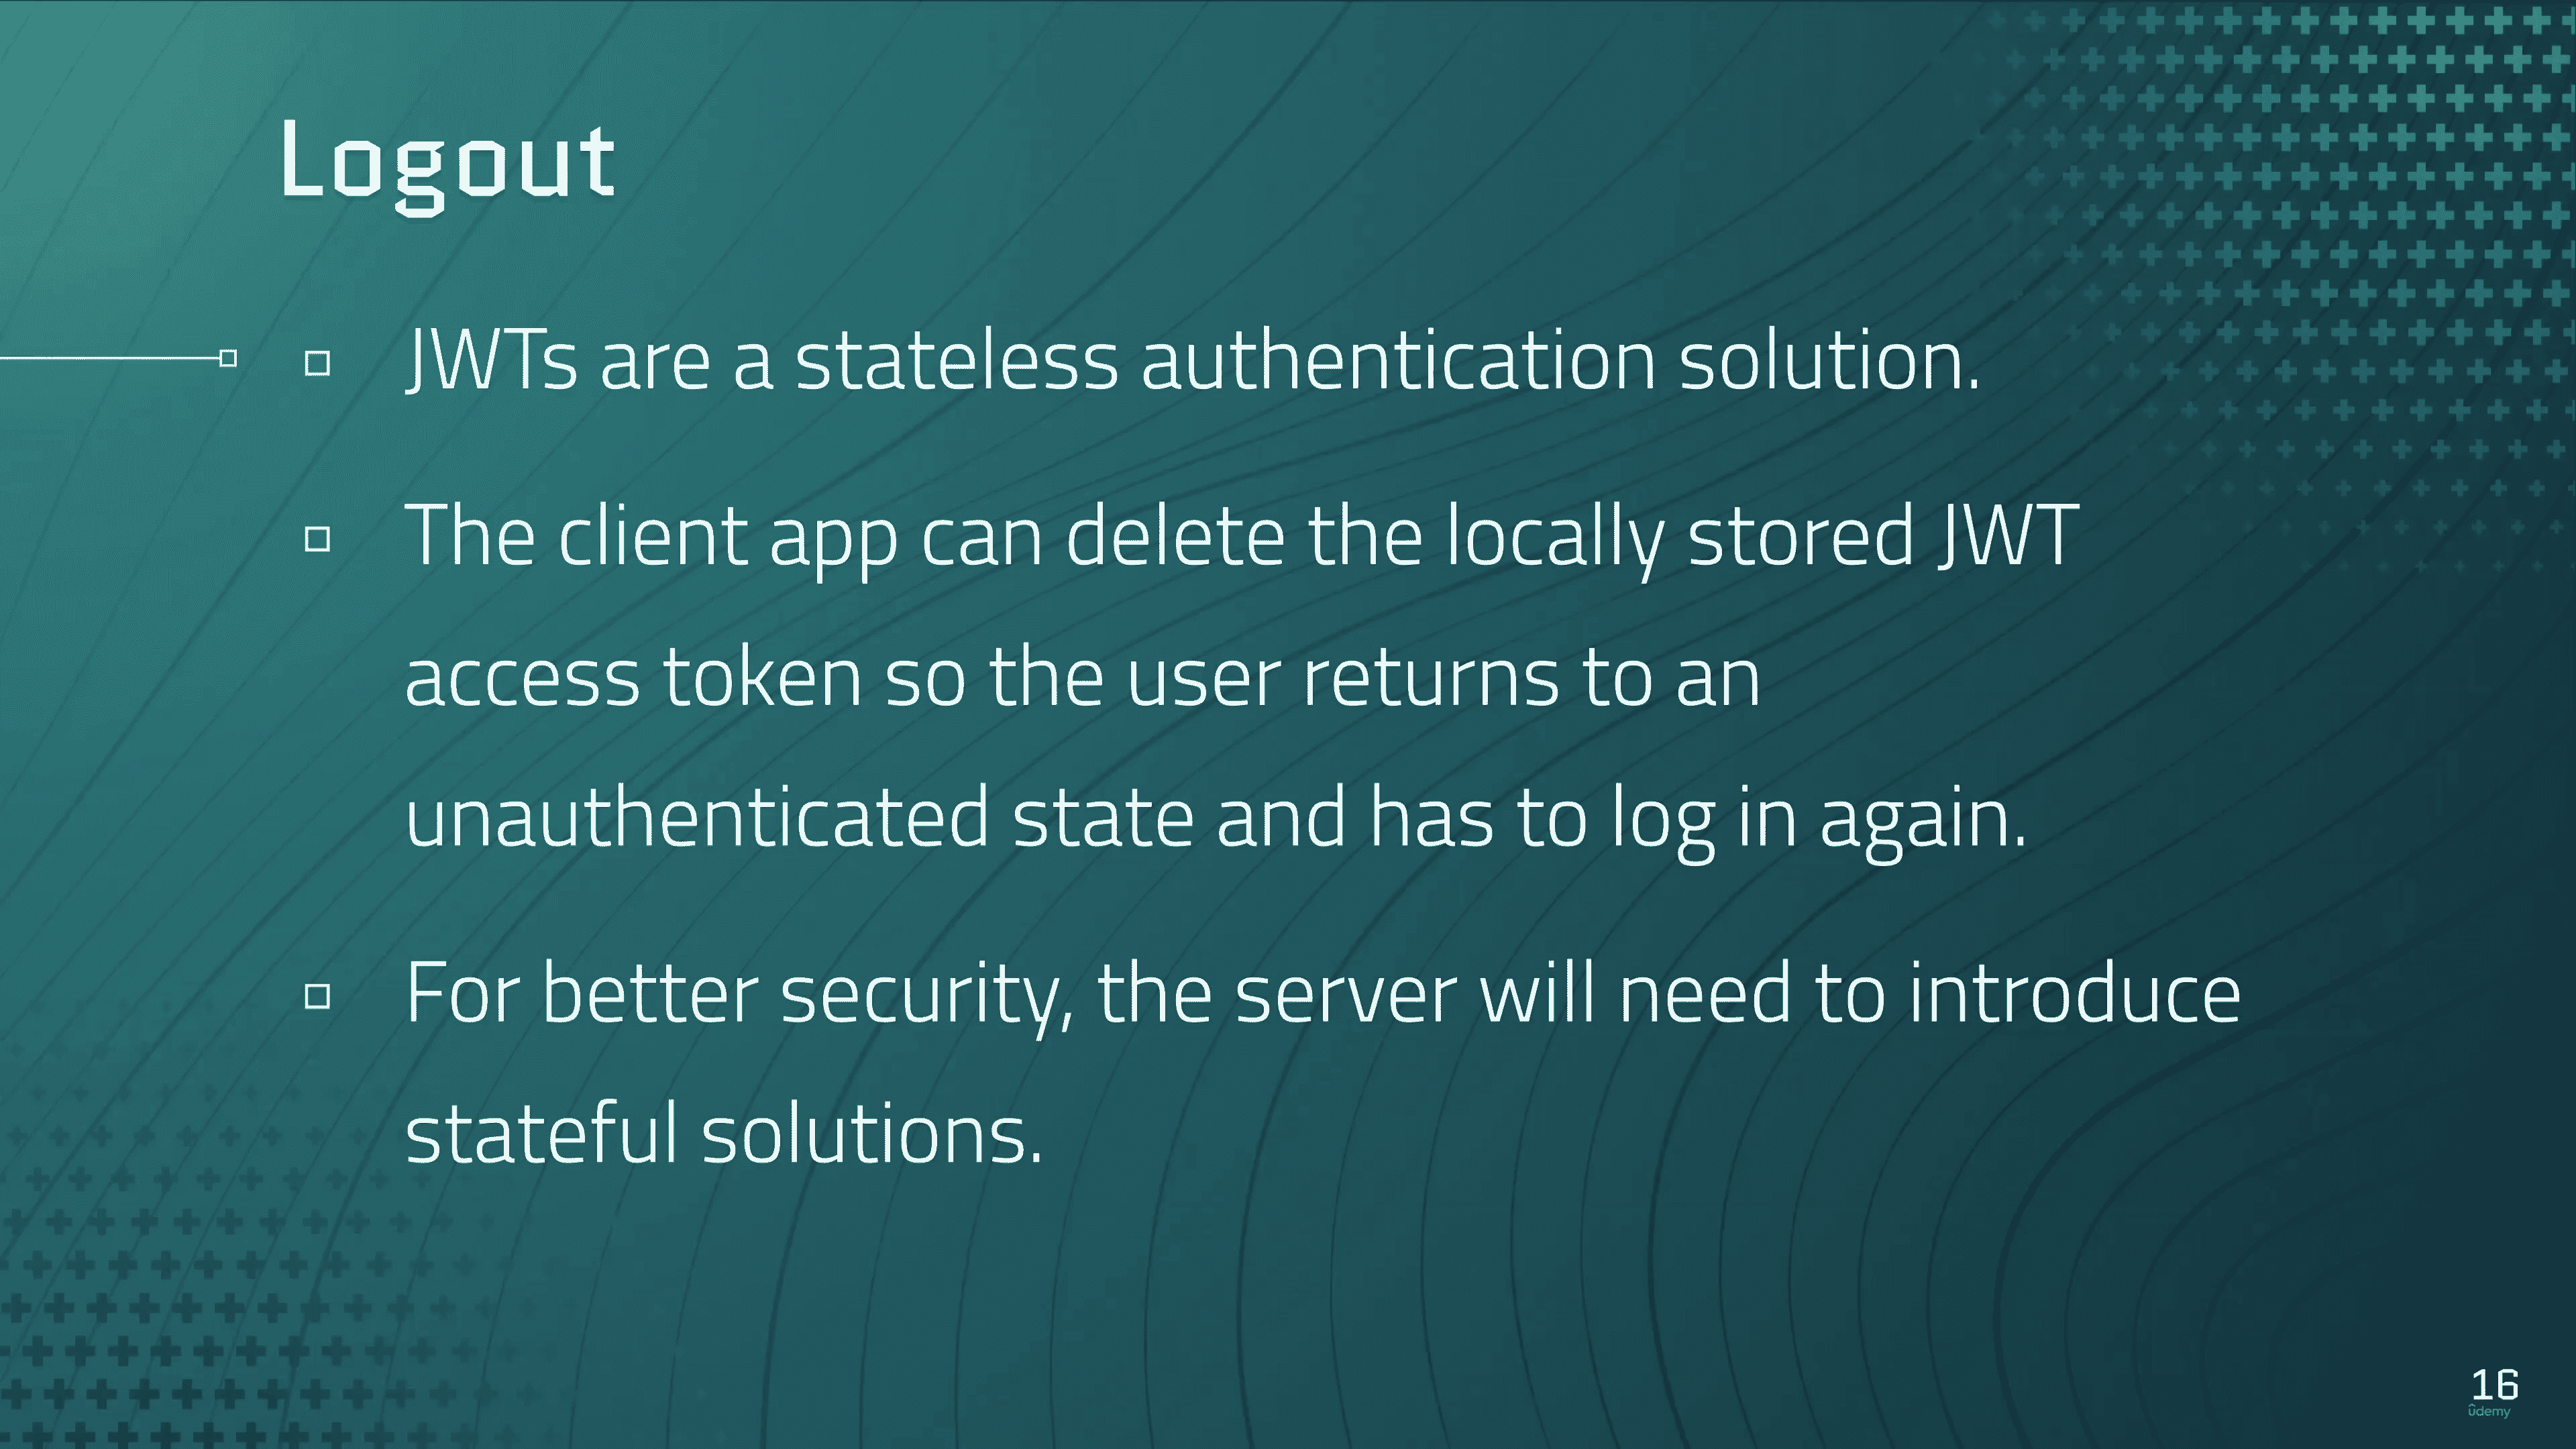 Logout
JWTs are a stateless authentication solution.
The client app can delete the locally stored JWT
access token so the user returns to an
unauthenticated state and has to log in again.
For better security, the server will need to introduce
stateful solutions.
16
ûdemy